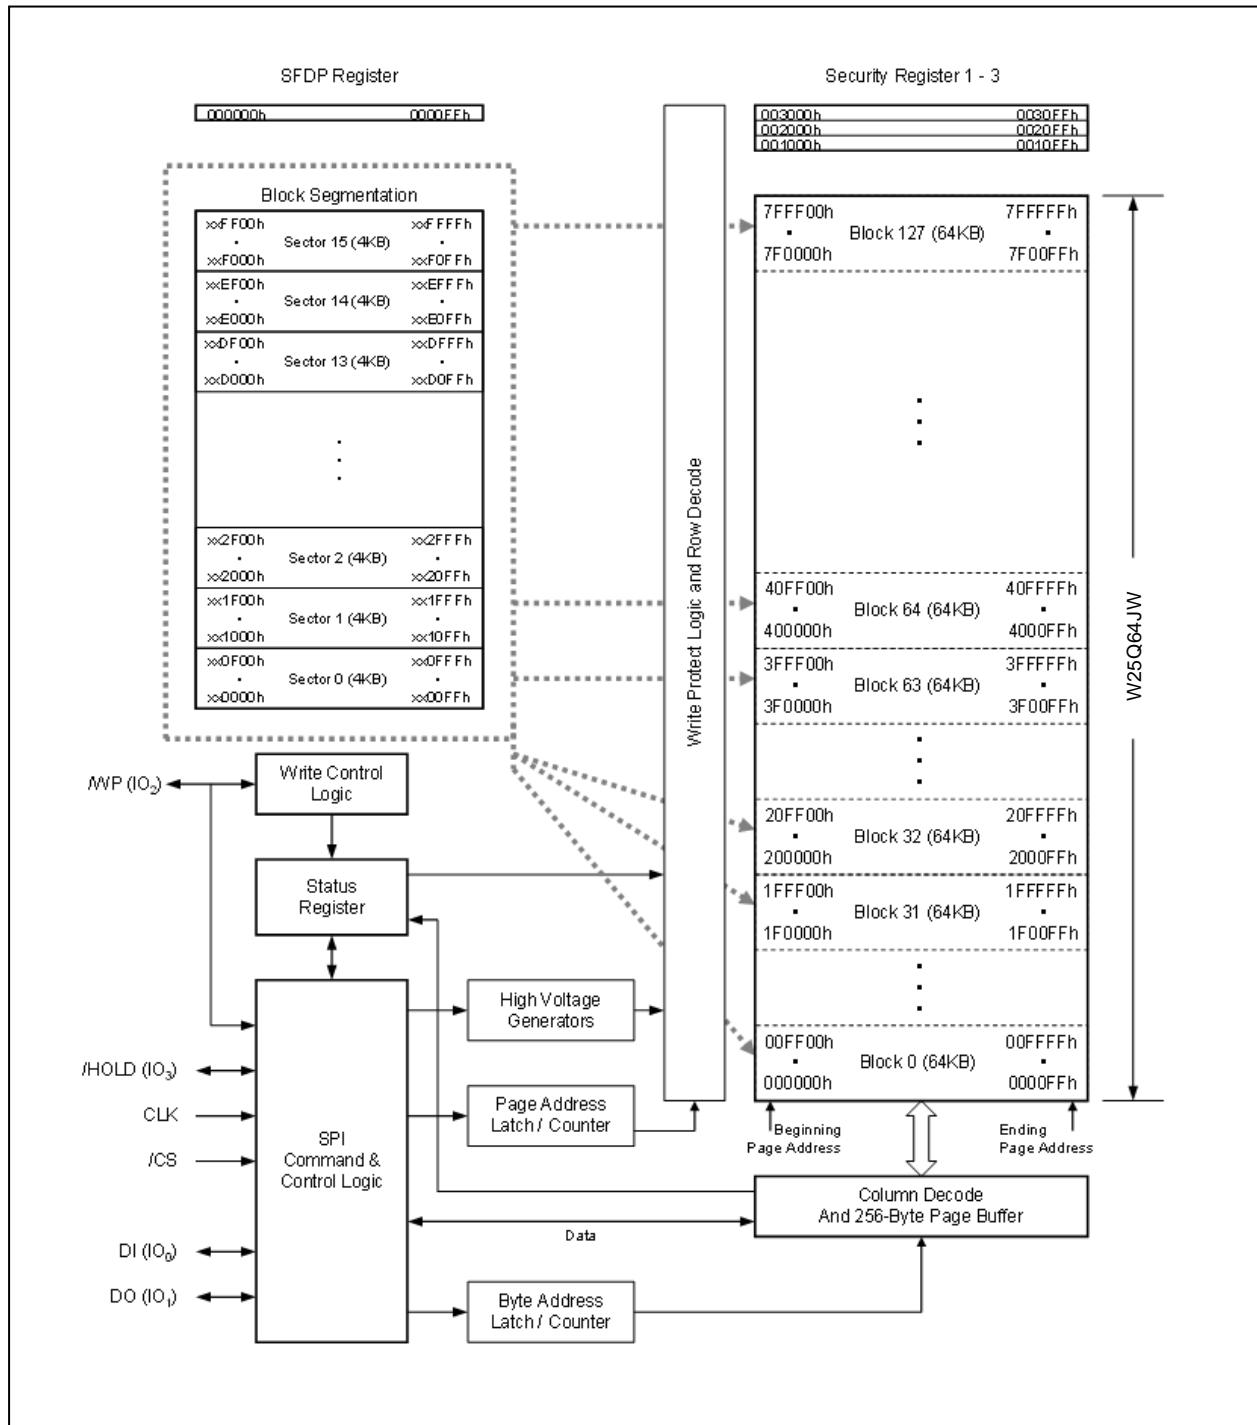 SFDP Register
000000h 0000FFh
Security Register 1 - 3
003000h 0030FFh
002000h 0020FFh
001000h 0010FFh
Block Segmentation
xxFF00h xxFFFFh
Sector 15 (4KB)
xxF000h xxF0FFh
xxEF00h xxEFFFh
Sector 14 (4KB)
xxE000h xxE0FFh
xxDF00h xxDFFFh
Sector 13 (4KB)
xxD000h xxD0FFh
xx2F00h xx2FFFh
Sector 2 (4KB)
xx2000h xx20FFh
xx1F00h xx1FFFh
Sector 1 (4KB)
xx1000h xx10FFh
xx0F00h xx0FFFh
Sector 0 (4KB)
xx0000h xx00FFh
Write Protect Logic and Row Decode
7FFF00h 7FFFFFh
Block 127 (64KB)
7F0000h 7F00FFh
40FF00h 40FFFFh
Block 64 (64KB)
400000h 4000FFh
3FFF00h 3FFFFFh
Block 63 (64KB)
3F0000h 3F00FFh
20FF00h 20FFFFh
Block 32 (64KB)
200000h 2000FFh
1FFF00h 1FFFFFh
Block 31 (64KB)
1F0000h 1F00FFh
00FF00h 00FFFFh
Block 0 (64KB)
000000h 0000FFh
W25Q64JW
Beginning
Page Address
Ending
Page Address
/WP (IO2)
Write Control
Logic
Status
Register
/HOLD (IO3)
CLK
/CS
DI (IO0)
DO (IO1)
SPI
Command &
Control Logic
High Voltage
Generators
Page Address
Latch / Counter
Column Decode
And 256-Byte Page Buffer
Data
Byte Address
Latch / Counter